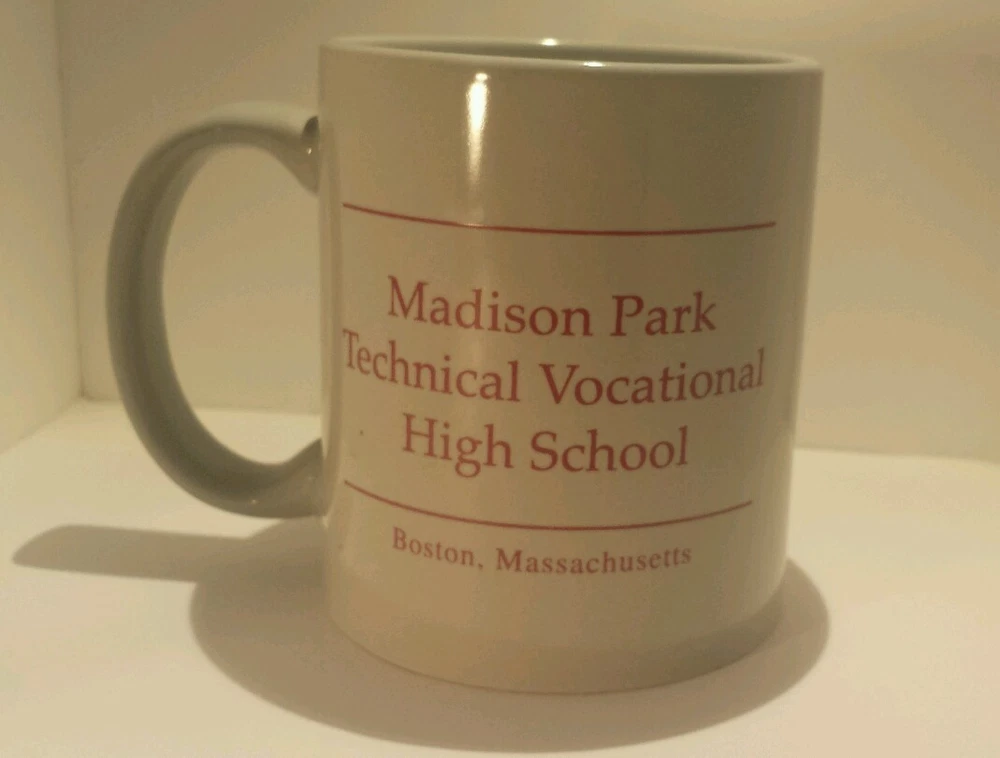 Madison Park
Technical Vocational
High School
Boston, Massachusetts